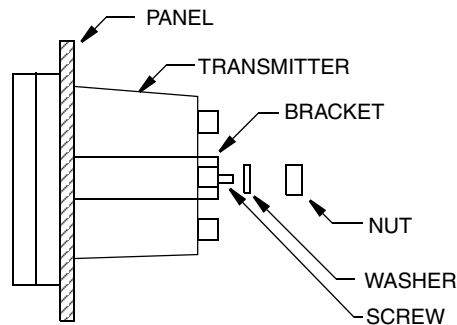 PANEL
TRANSMITTER
BRACKET
NUT
WASHER
SCREW